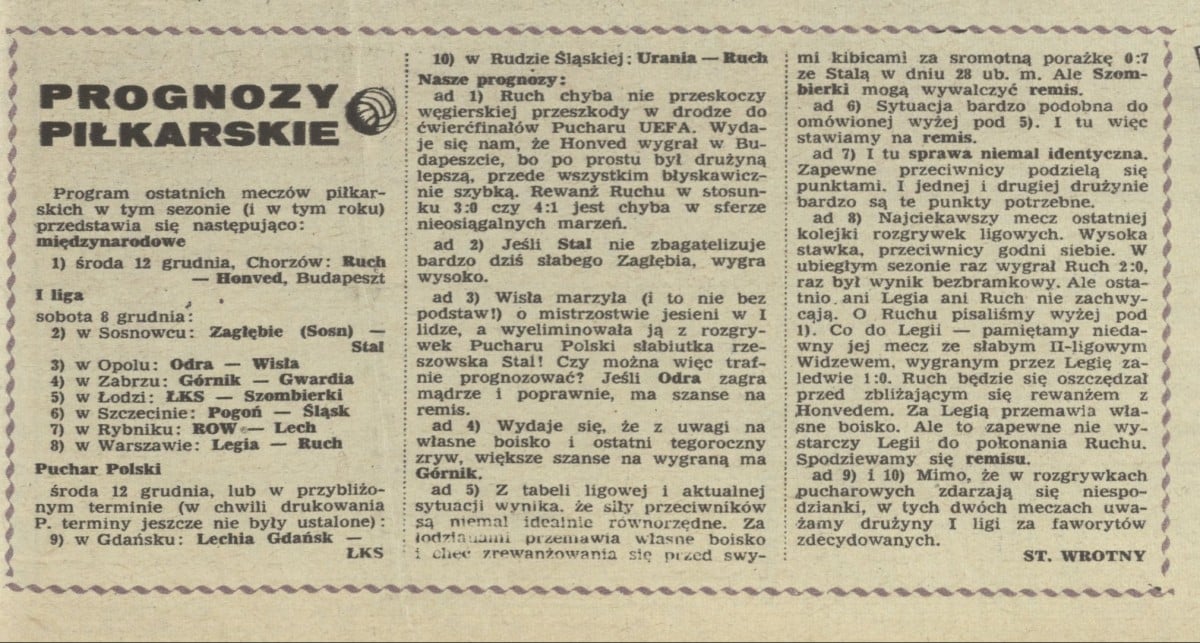 PROGNOZY
PIŁKARSKIE
Program ostatnich meczów piłkar-
skich w tym sezonie (i w tym roku)
przedstawia się następująco:
międzynarodowe
1) środa 12 grudnia, Chorzów: Ruch
— Honved, Budapeszt
I liga
sobota 8 grudnia:
2) w Sosnowcu: Zagłębie (Sosn) —
Stal
3) w Opolu: Odra — Wisła
4) w Zabrzu: Górnik — Gwardia
5) w Łodzi: ŁKS — Szombierki
6) w Szczecinie: Pogoń — Śląsk
7) w Rybniku: ROW — Lech
8) w Warszawie: Legia — Ruch
Puchar Polski
środa 12 grudnia, lub w przybliżo-
nym terminie (w chwili drukowania
P. terminy jeszcze nie były ustalone):
9) w Gdańsku: Lechia Gdańsk —
ŁKS
10) w Rudzie Śląskiej: Urania — Ruch
Nasze prognozy:
ad 1) Ruch chyba nie przeskoczy
węgierskiej przeszkody w drodze do
ćwierćfinałów Pucharu UEFA. Wyda-
je się nam, że Honved wygrał w Bu-
dapeszcie, bo po prostu był drużyną
lepszą, przede wszystkim błyskawicz-
nie szybką. Rewanż Ruchu w stosun-
ku 3:0 czy 4:1 jest chyba w sferze
nieosiągalnych marzeń.
ad 2) Jeśli Stal nie zbagatelizuje
bardzo dziś słabego Zagłębia, wygra
wysoko.
ad 3) Wisła marzyła (i to nie bez
podstaw!) o mistrzostwie jesieni w I
lidze, a wyeliminowała ją z rozgry-
wek Pucharu Polski słabiutka rze-
szowska Stal! Czy można więc traf-
nie prognozować? Jeśli Odra zagra
mądrze i poprawnie, ma szanse na
remis.
ad 4) Wydaje się, że z uwagi na
własne boisko i ostatni tegoroczny
zryw, większe szanse na wygraną ma
Górnik.
ad 5) Z tabeli ligowej i aktualnej
sytuacji wynika, że siły przeciwników
są niemal idealnie równorzędne. Za
łodzianami przemawia własne boisko
i chęć zrewanżowania się przed swy-
mi kibicami za sromotną porażkę 0:7
ze Stalą w dniu 28 ub. m. Ale Szom-
bierki mogą wywalczyć remis.
ad 6) Sytuacja bardzo podobna do
omówionej wyżej pod 5). I tu więc
stawiamy na remis.
ad 7) I tu sprawa niemal identyczna.
Zapewne przeciwnicy podzielą się
punktami. I jednej i drugiej drużynie
bardzo są te punkty potrzebne.
ad 8) Najciekawszy mecz ostatniej
kolejki rozgrywek ligowych. Wysoka
stawka, przeciwnicy godni siebie. W
ubiegłym sezonie raz wygrał Ruch 2:0,
raz był wynik bezbramkowy. Ale osta-
tnio ani Legia ani Ruch nie zachwy-
cają. O Ruchu pisaliśmy wyżej pod
1). Co do Legii — pamiętamy nieda-
wny jej mecz ze słabym II-ligowym
Widzewem, wygranym przez Legię za-
ledwie 1:0. Ruch będzie się oszczędzał
przed zbliżającym się rewanżem z
Honvedem. Za Legią przemawia wła-
sne boisko. Ale to zapewne nie wy-
starczy Legii do pokonania Ruchu.
Spodziewamy się remisu.
ad 9) i 10) Mimo, że w rozgrywkach
pucharowych zdarzają się niespo-
dzianki, w tych dwóch meczach uwa-
żamy drużyny I ligi za faworytów
zdecydowanych.
ST. WROTNY